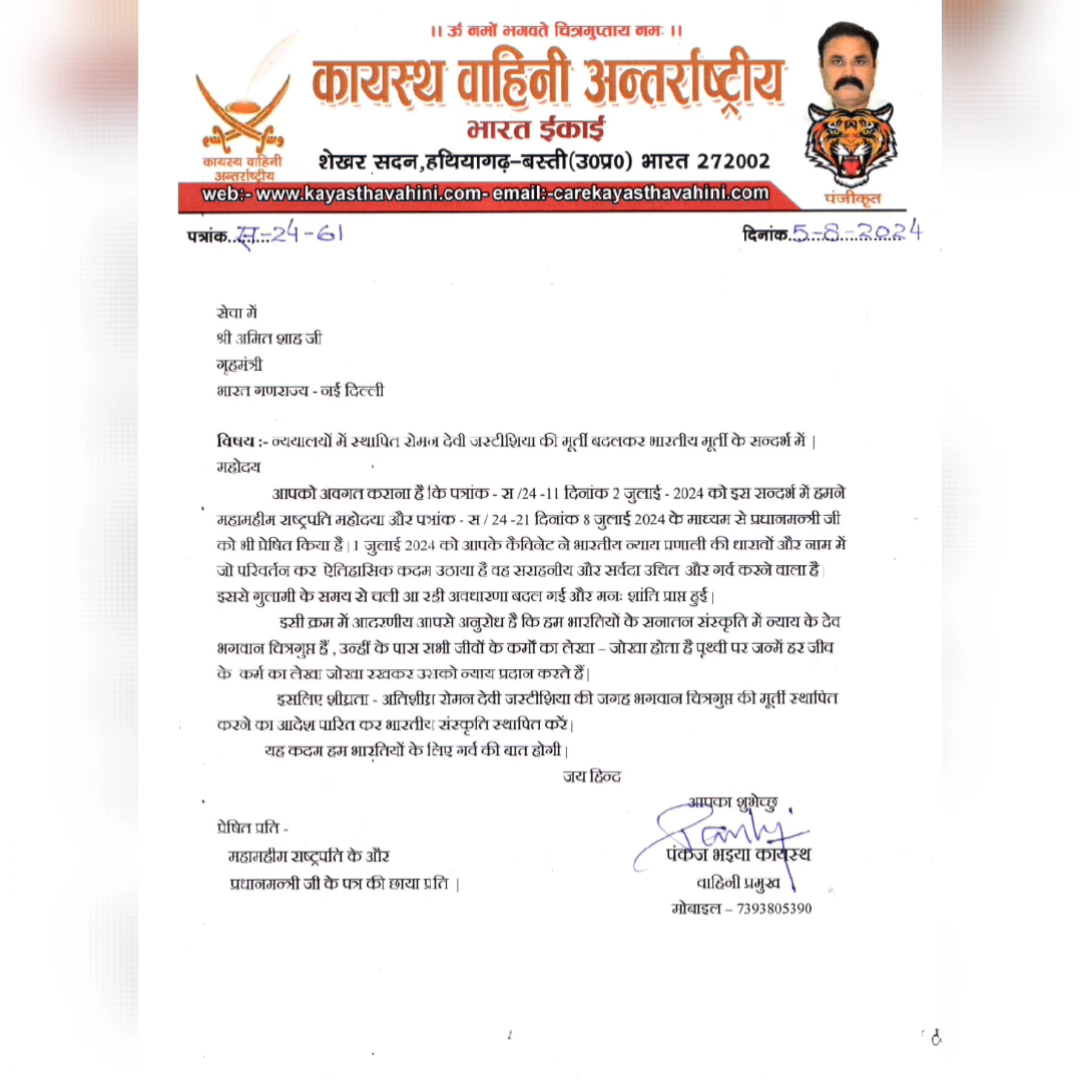 ।। ॐ नमों भगवते चित्रगुप्ताय नमः ।।
कायस्थ वाहिनी अन्तर्राष्ट्रीय
भारत ईकाई
शेखर सदन,हथियागढ़–बस्ती(उ०प्र०) भारत 272002
कायस्थ वाहिनी
अन्तर्राष्ट्रीय
पंजीकृत
web:- www.kayasthavahini.com- email:-carekayasthavahini.com
पत्रांक..स-24-61
दिनांक.5-8-2024
सेवा में
श्री अमित शाह जी
गृहमंत्री
भारत गणराज्य - नई दिल्ली
विषय :- न्ययालयों में स्थापित रोमन देवी जस्टीशिया की मूर्ती बदलकर भारतीय मूर्ती के सन्दर्भ में |
महोदय
आपको अवगत कराना है कि पत्रांक - स /24 -11 दिनांक 2 जुलाई - 2024 को इस सन्दर्भ में हमने
महामहीम राष्ट्रपति महोदया और पत्रांक - स / 24 -21 दिनांक 8 जुलाई 2024 के माध्यम से प्रधानमन्त्री जी
को भी प्रेषित किया है | 1 जुलाई 2024 को आपके कैविनेट ने भारतीय न्याय प्रणाली की धारावों और नाम में
जो परिवर्तन कर ऐतिहासिक कदम उठाया है वह सराहनीय और सर्वदा उचित और गर्व करने वाला है |
इससे गुलामी के समय से चली आ रही अवधारणा बदल गई और मनः शांति प्राप्त हुई |
इसी क्रम में आदरणीय आपसे अनुरोध है कि हम भारतियों के सनातन संस्कृति में न्याय के देव
भगवान चित्रगुप्त हैं , उन्हीं के पास सभी जीवों के कर्मों का लेखा – जोखा होता है पृथ्वी पर जन्में हर जीव
के कर्म का लेखा जोखा रखकर उसको न्याय प्रदान करते हैं |
इसलिए शीघ्रता - अतिशीघ्र रोमन देवी जस्टीशिया की जगह भगवान चित्रगुप्त की मूर्ती स्थापित
करने का आदेश पारित कर भारतीय संस्कृति स्थापित करें |
यह कदम हम भारतियों के लिए गर्व की बात होगी |
जय हिन्द
आपका शुभेच्छु
पंकज भइया कायस्थ
वाहिनी प्रमुख
मोबाइल – 7393805390
प्रेषित प्रति -
महामहीम राष्ट्रपति के और
प्रधानमन्त्री जी के पत्र की छाया प्रति |